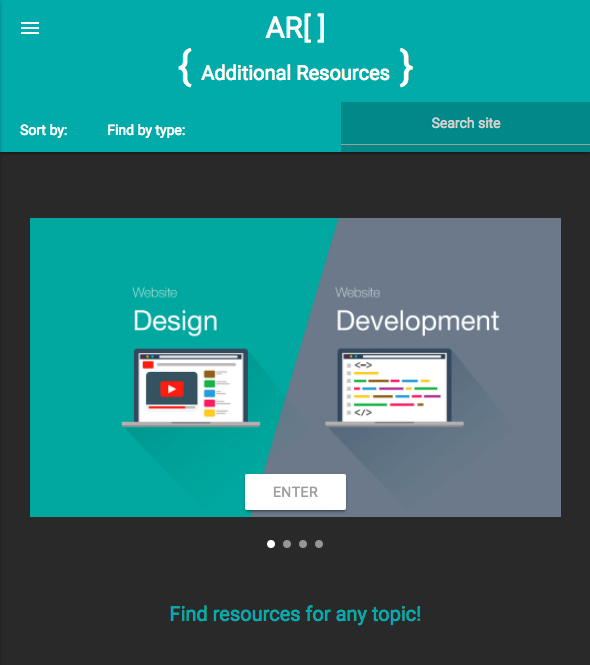 AR[ ]
{ Additional Resources }
Sort by: Find by type: Search site
Website
Design
Website
Development
<-->
</>
ENTER
Find resources for any topic!